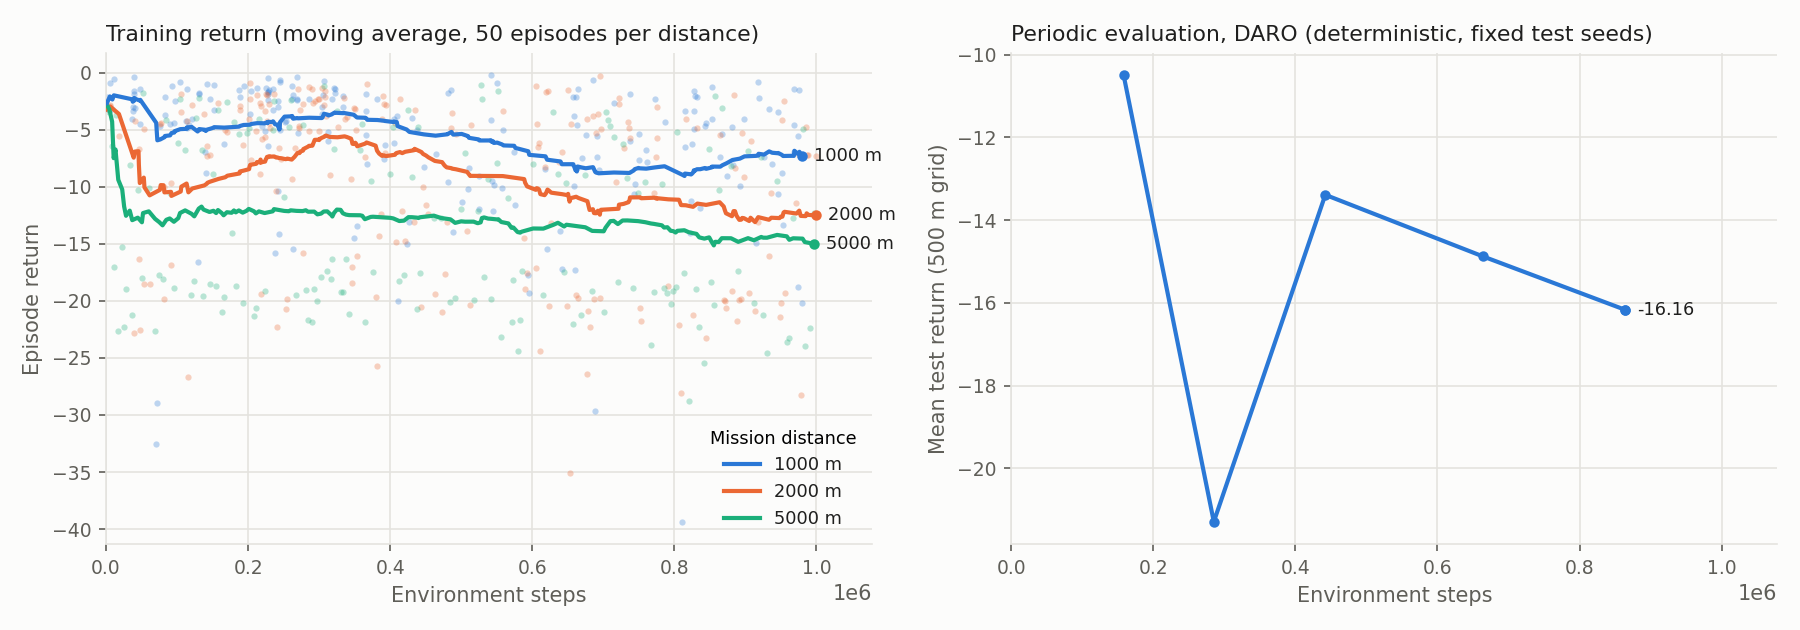 Training return (moving average, 50 episodes per distance)
0
−5
−10
−15
−20
−25
−30
−35
−40
Episode return
1000 m
2000 m
5000 m
Mission distance
1000 m
2000 m
5000 m
0.0 0.2 0.4 0.6 0.8 1.0
1e6
Environment steps
Periodic evaluation, DARO (deterministic, fixed test seeds)
−10
−12
−14
−16
−18
−20
Mean test return (500 m grid)
-16.16
0.0 0.2 0.4 0.6 0.8 1.0
1e6
Environment steps